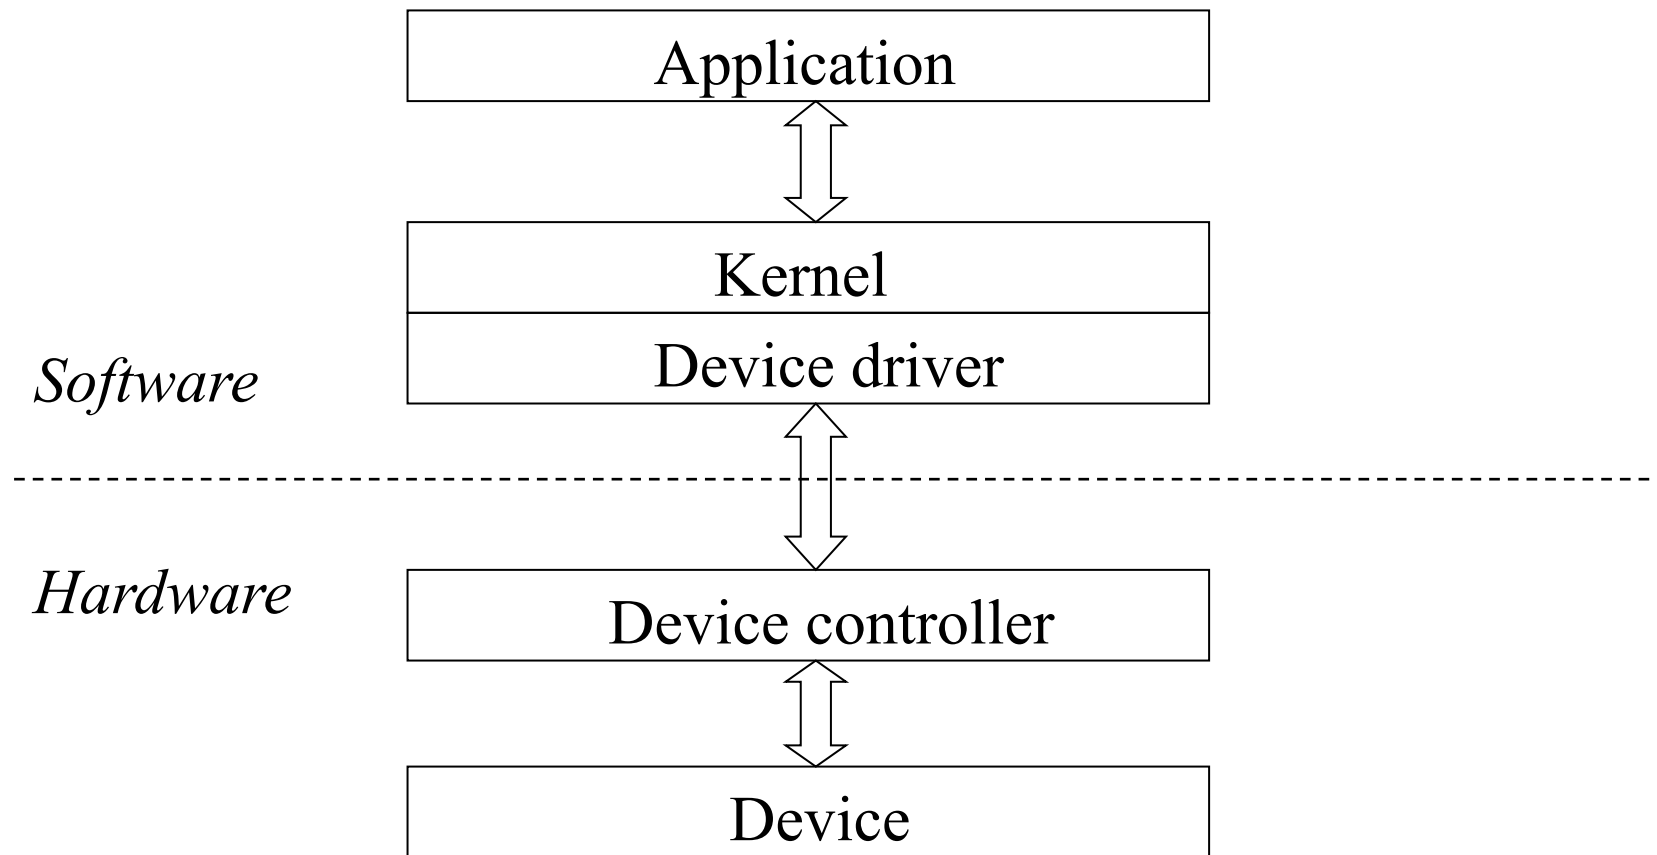 Application
Kernel
Device driver
Software
Hardware
Device controller
Device